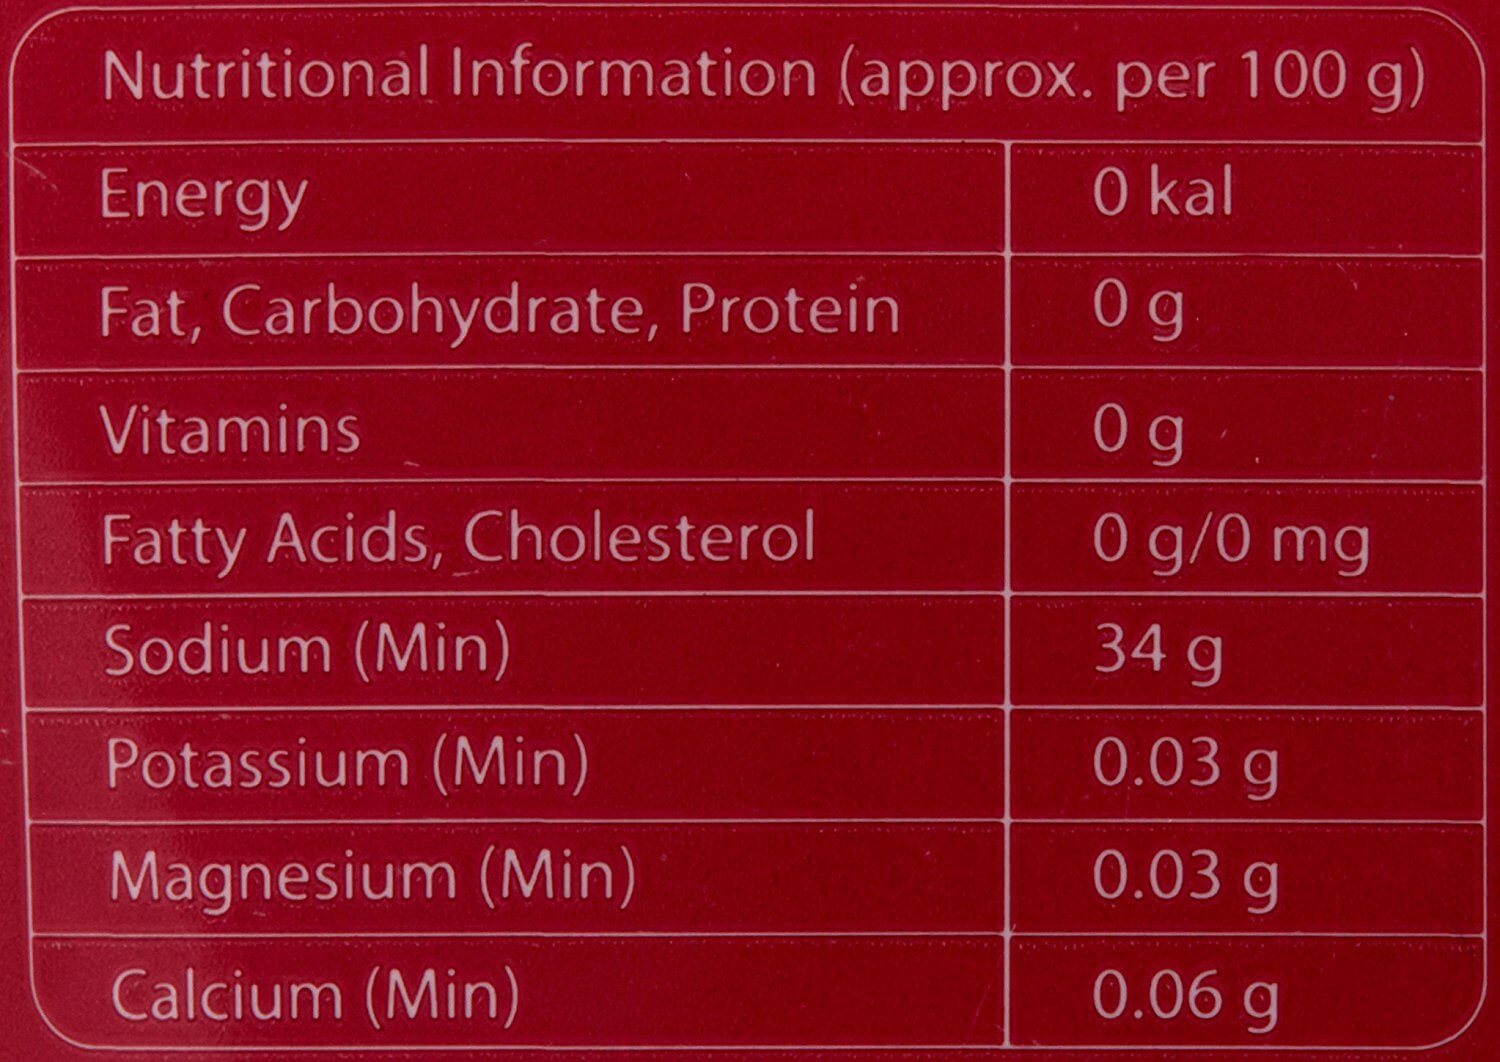 Nutritional Information (approx. per 100 g)
Energy 0 kal
Fat, Carbohydrate, Protein 0 g
Vitamins 0 g
Fatty Acids, Cholesterol 0 g/0 mg
Sodium (Min) 34 g
Potassium (Min) 0.03 g
Magnesium (Min) 0.03 g
Calcium (Min) 0.06 g